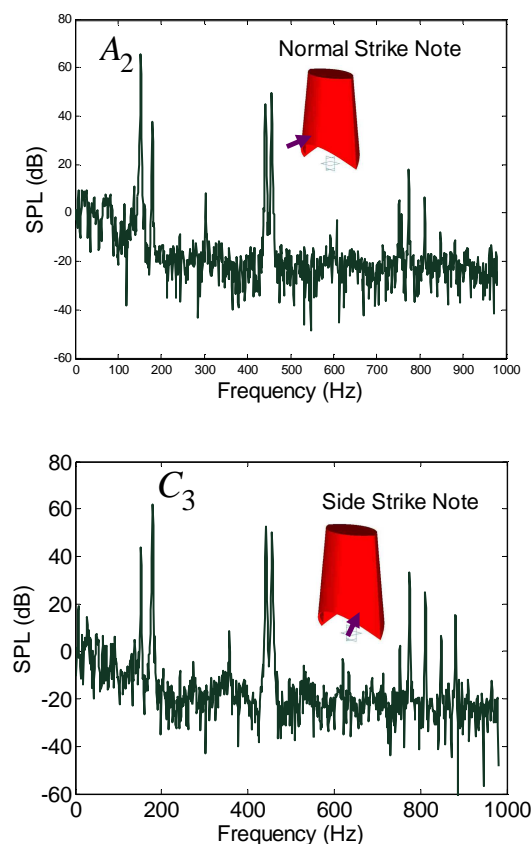 A2
Normal Strike Note
SPL (dB)
80
60
40
20
0
-20
-40
-60
0 100 200 300 400 500 600 700 800 900 1000
Frequency (Hz)
C3
Side Strike Note
SPL (dB)
80
60
40
20
0
-20
-40
-60
0 200 400 600 800 1000
Frequency (Hz)